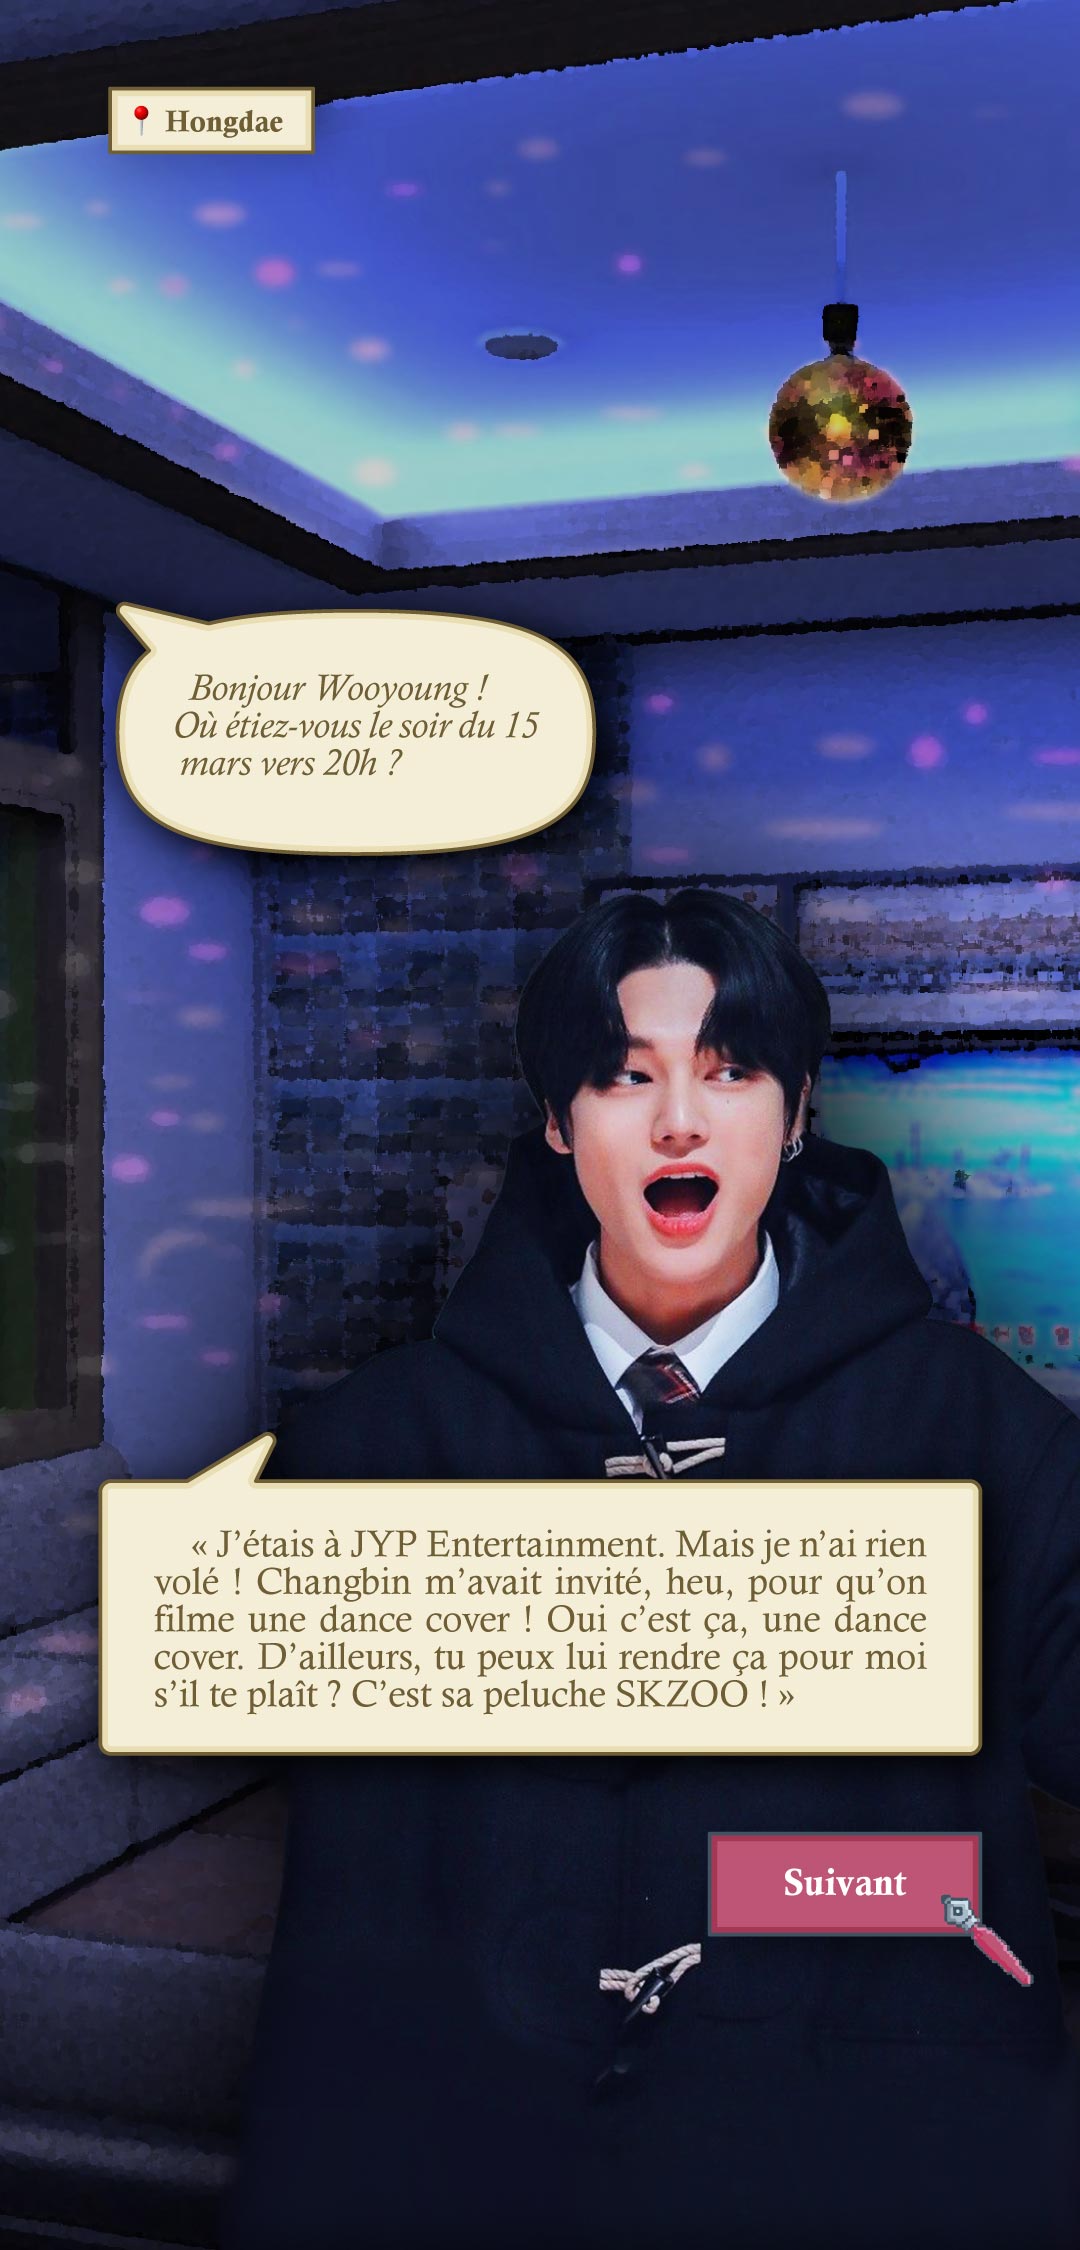 Hongdae
Bonjour Wooyoung !
Où étiez-vous le soir du 15
mars vers 20h ?
« J’étais à JYP Entertainment. Mais je n’ai rien
volé ! Changbin m’avait invité, heu, pour qu’on
filme une dance cover ! Oui c’est ça, une dance
cover. D’ailleurs, tu peux lui rendre ça pour moi
s’il te plaît ? C’est sa peluche SKZOO ! »
Suivant